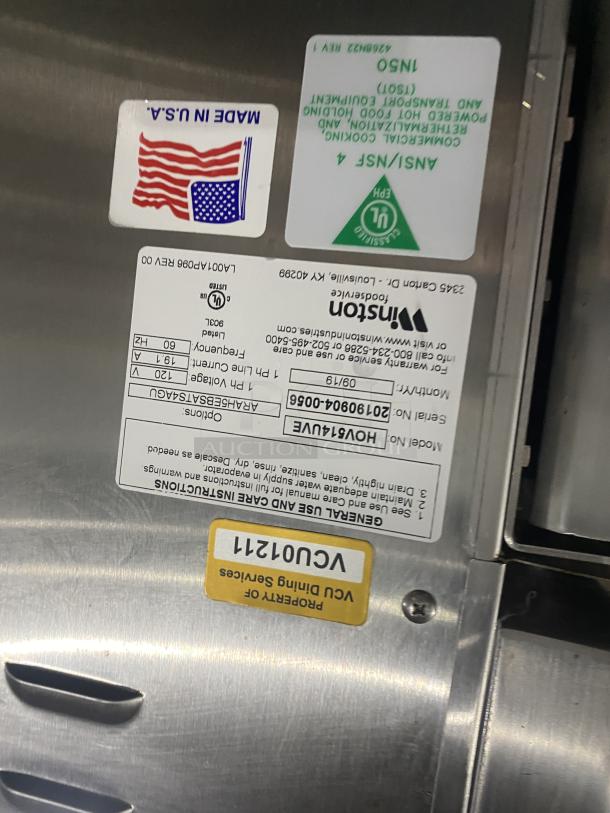 PROPERTY OF
VCU Dining Services
VCU01211
GENERAL USE AND CARE INSTRUCTIONS
1. See Use and Care manual for full instructions and warnings
2. Maintain adequate water supply in evaporator.
3. Drain nightly, clean, sanitize, rinse, dry. Descale as needed
Model No: HOV514UVE
Serial No: 20190904-0056
Month/Yr: 09/19
Options:
ARAH5EBSATS4AGU
1 Ph Voltage 120 V
1 Ph Line Current 19.1 A
Frequency: 60 Hz
For warranty service or use and care
info call 800-234-5286 or 502-495-5400
or visit www.winstonindustries.com
Listed
903L
C UL US
LISTED
Winston
foodservice
2345 Carton Dr. - Louisville, KY 40299
LA001AP096 REV 00
CLASSIFIED
UL
EPH
ANSI/NSF 4
COMMERCIAL COOKING,
RETHERMALIZATION, AND,
POWERED HOT FOOD HOLDING
AND TRANSPORT EQUIPMENT
(TSQT)
1N50
4268N22 REV 1
MADE IN U.S.A.
AUCTION GROUP